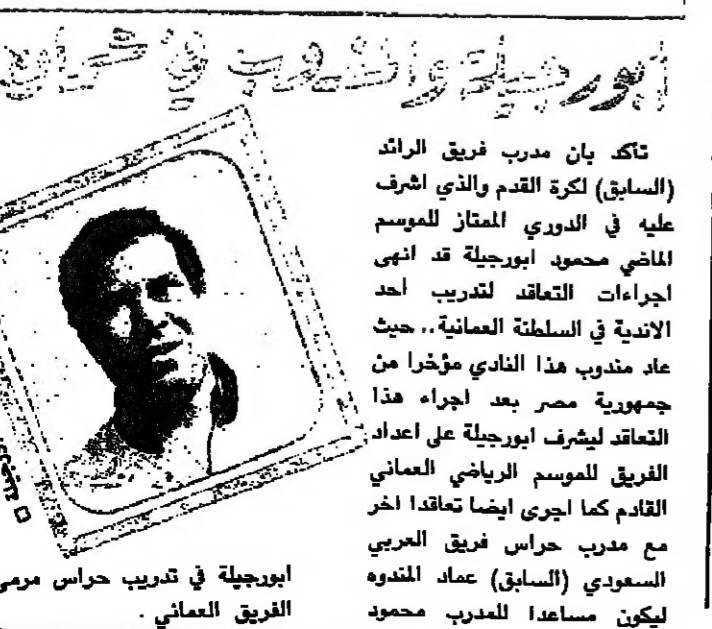 ابورجيلة والمندوه في عمان
تأكد بان مدرب فريق الرائد
(السابق) لكرة القدم والذي اشرف
عليه في الدوري الممتاز للموسم
الماضي محمود ابورجيلة قد انهى
اجراءات التعاقد لتدريب احد
الاندية في السلطنة العمانية.. حيث
عاد مندوب هذا النادي مؤخرا من
جمهورية مصر بعد اجراء هذا
التعاقد ليشرف ابورجيلة على اعداد
الفريق للموسم الرياضي العماني
القادم كما اجرى ايضا تعاقدا اخر
مع مدرب حراس فريق العربي
السعودي (السابق) عماد المندوه
ليكون مساعدا للمدرب محمود
ابورجيلة في تدريب حراس مرمى
الفريق العماني .
□ ابورجيلة